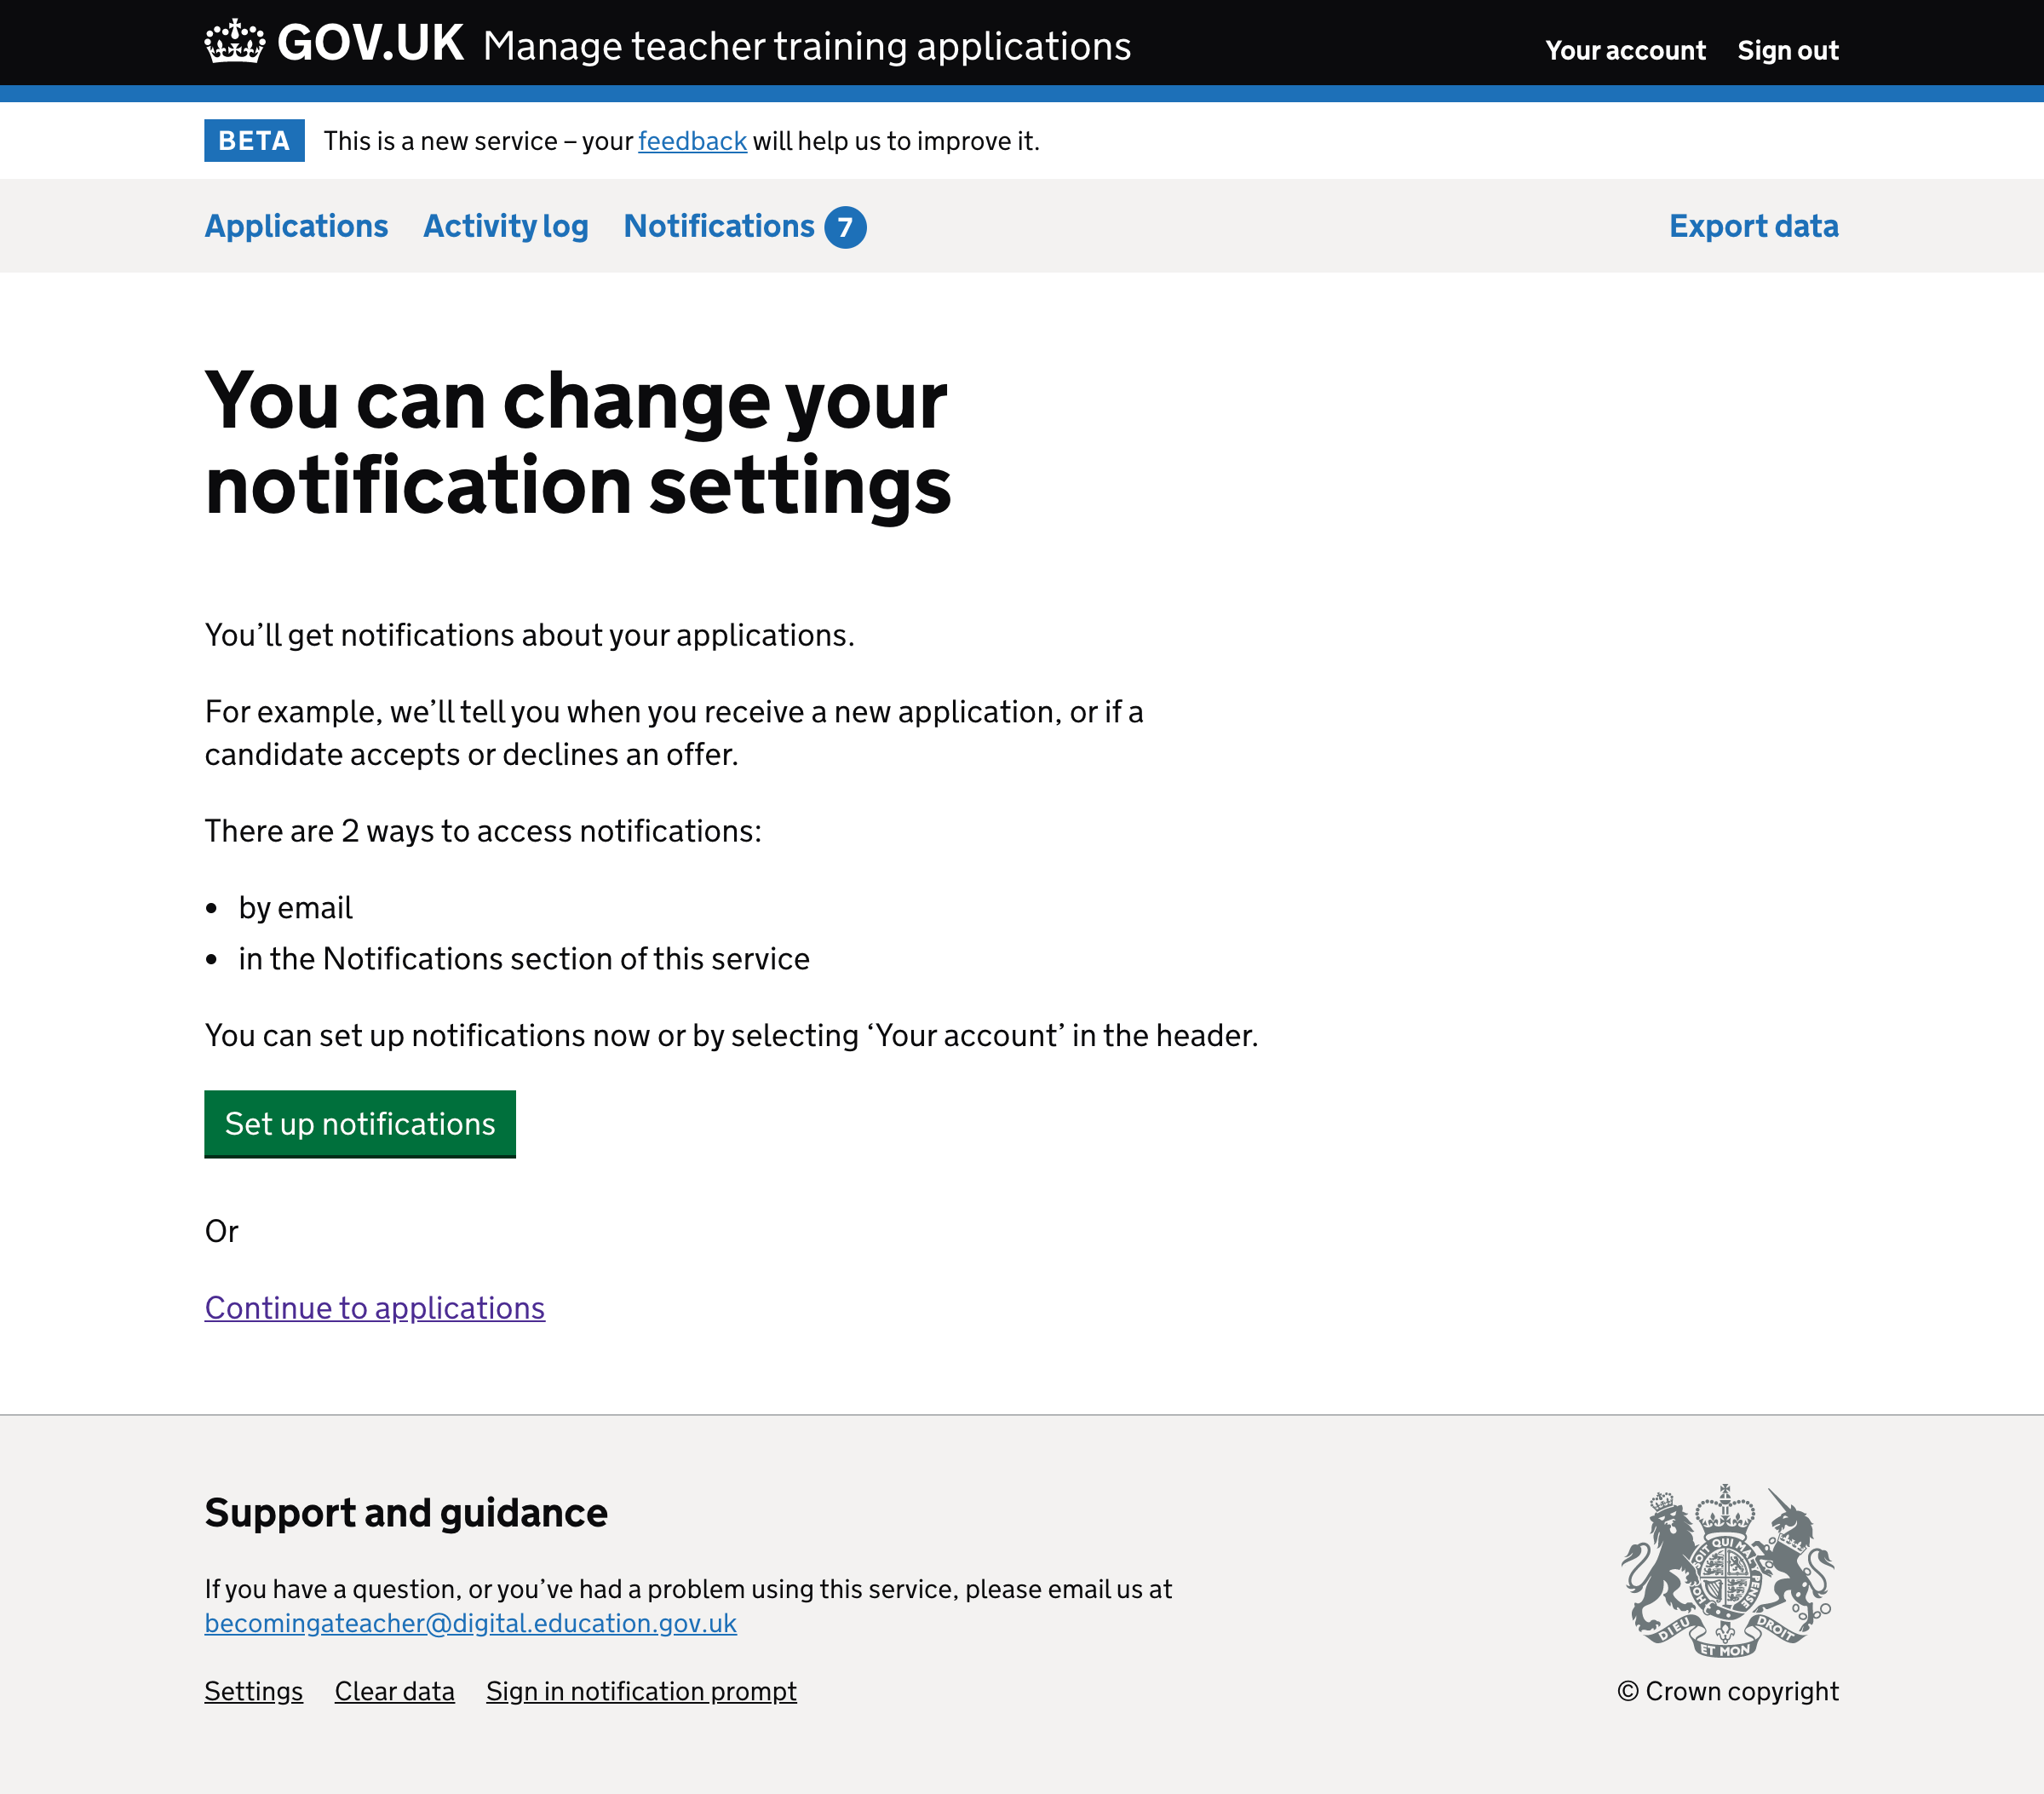 GOV.UK Manage teacher training applications
Your account Sign out
BETA This is a new service – your feedback will help us to improve it.
Applications Activity log Notifications 7 Export data
You can change your
notification settings
You’ll get notifications about your applications.
For example, we’ll tell you when you receive a new application, or if a
candidate accepts or declines an offer.
There are 2 ways to access notifications:
• by email
• in the Notifications section of this service
You can set up notifications now or by selecting ‘Your account’ in the header.
Set up notifications
Or
Continue to applications
Support and guidance
If you have a question, or you’ve had a problem using this service, please email us at
becomingateacher@digital.education.gov.uk
Settings Clear data Sign in notification prompt
HONI SOIT QUI MAL Y PENSE
DIEU ET MON DROIT
© Crown copyright